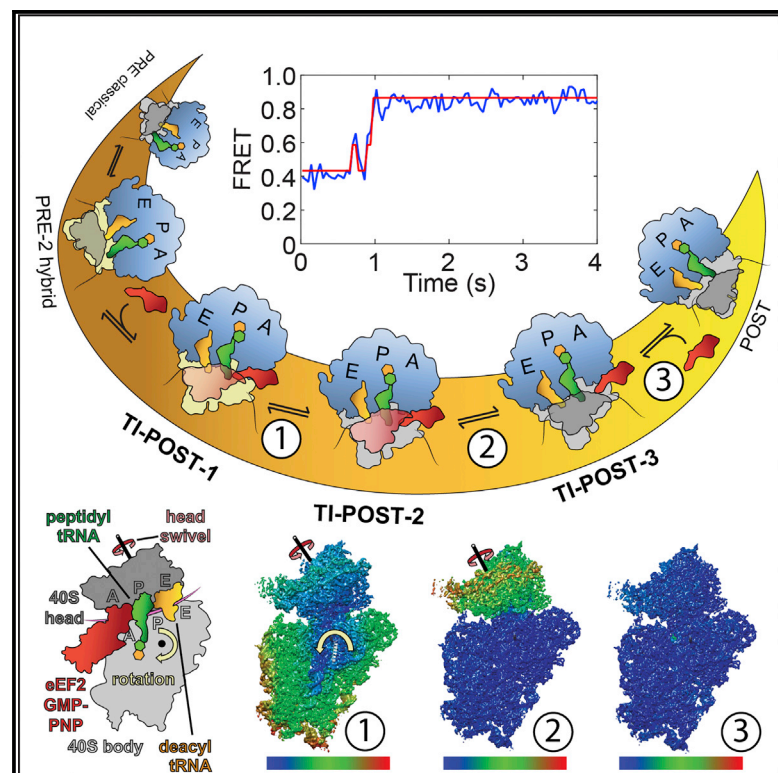 PRE classical
E P A
PRE-2 hybrid
E P A
1.0
0.8
0.6
0.4
0.2
0
FRET
0 1 2 3 4
Time (s)
E P A
TI-POST-1
1
E P A
TI-POST-2
2
E P A
TI-POST-3
3
E P A
POST
peptidyl
tRNA
head
swivel
40S
head
A P E
A P E
rotation
eEF2
GMP-
PNP
40S body
deacyl
tRNA
1
2
3